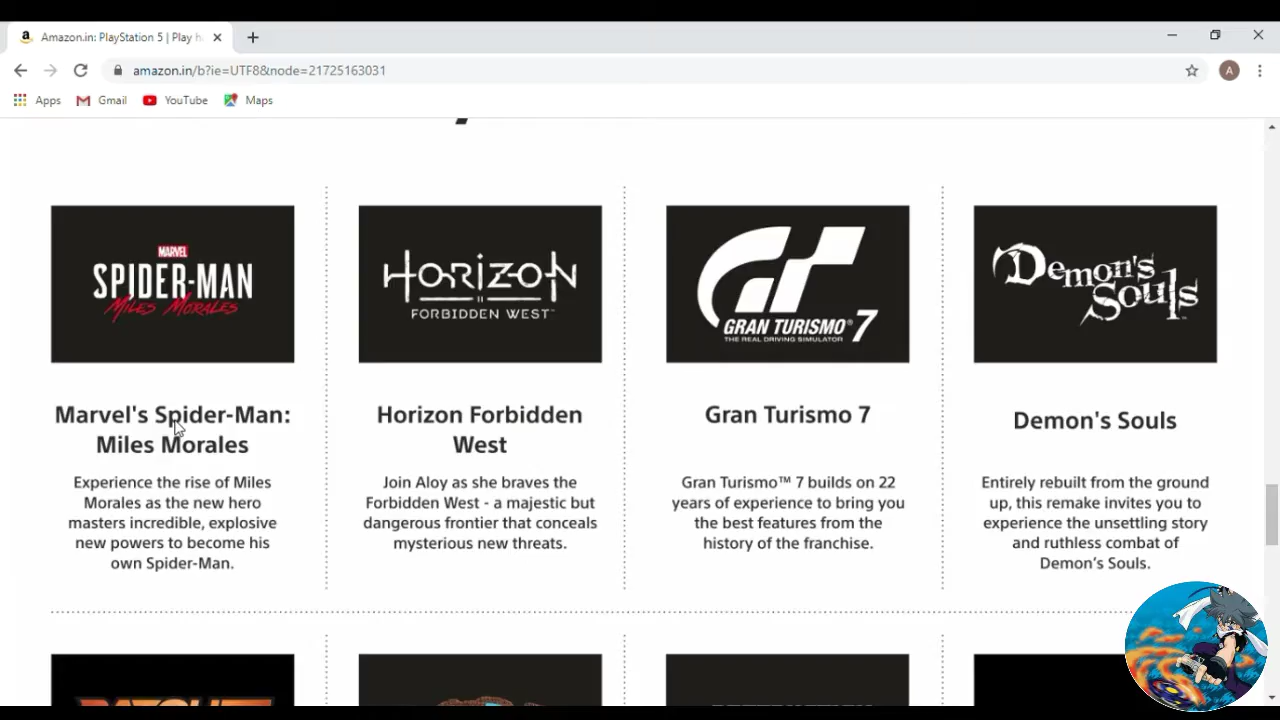 Amazon.in: PlayStation 5 | Play h
amazon.in/b?ie=UTF8&node=21725163031
A
Apps
Gmail
YouTube
Maps
MARVEL
SPIDER-MAN
MILES MORALES
HORIZON
FORBIDDEN WEST™
GT
GRAN TURISMO® 7
THE REAL DRIVING SIMULATOR
Demon's
Souls™
Marvel's Spider-Man:
Miles Morales
Experience the rise of Miles
Morales as the new hero
masters incredible, explosive
new powers to become his
own Spider-Man.
Horizon Forbidden
West
Join Aloy as she braves the
Forbidden West - a majestic but
dangerous frontier that conceals
mysterious new threats.
Gran Turismo 7
Gran Turismo™ 7 builds on 22
years of experience to bring you
the best features from the
history of the franchise.
Demon's Souls
Entirely rebuilt from the ground
up, this remake invites you to
experience the unsettling story
and ruthless combat of
Demon's Souls.
RATCHET